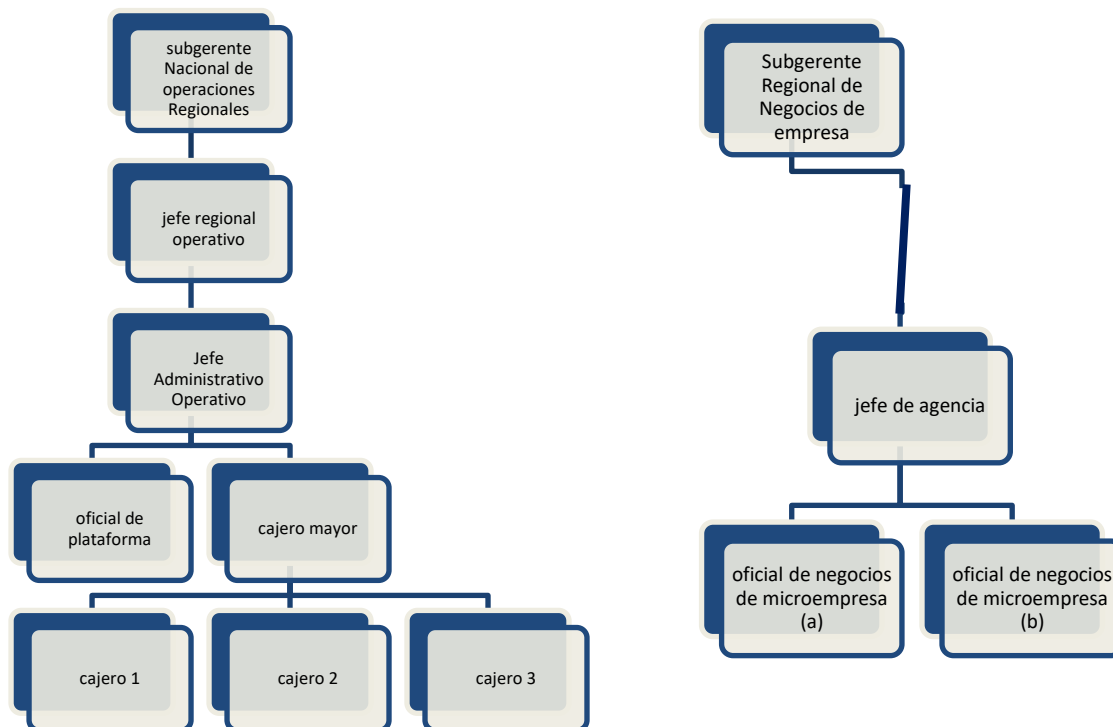 subgerente
Nacional de
operaciones
Regionales
jefe regional
operativo
Jefe
Administrativo
Operativo
oficial de
plataforma
cajero mayor
cajero 1
cajero 2
cajero 3
Subgerente
Regional de
Negocios de
empresa
jefe de agencia
oficial de negocios
de microempresa
(a)
oficial de negocios
de microempresa
(b)